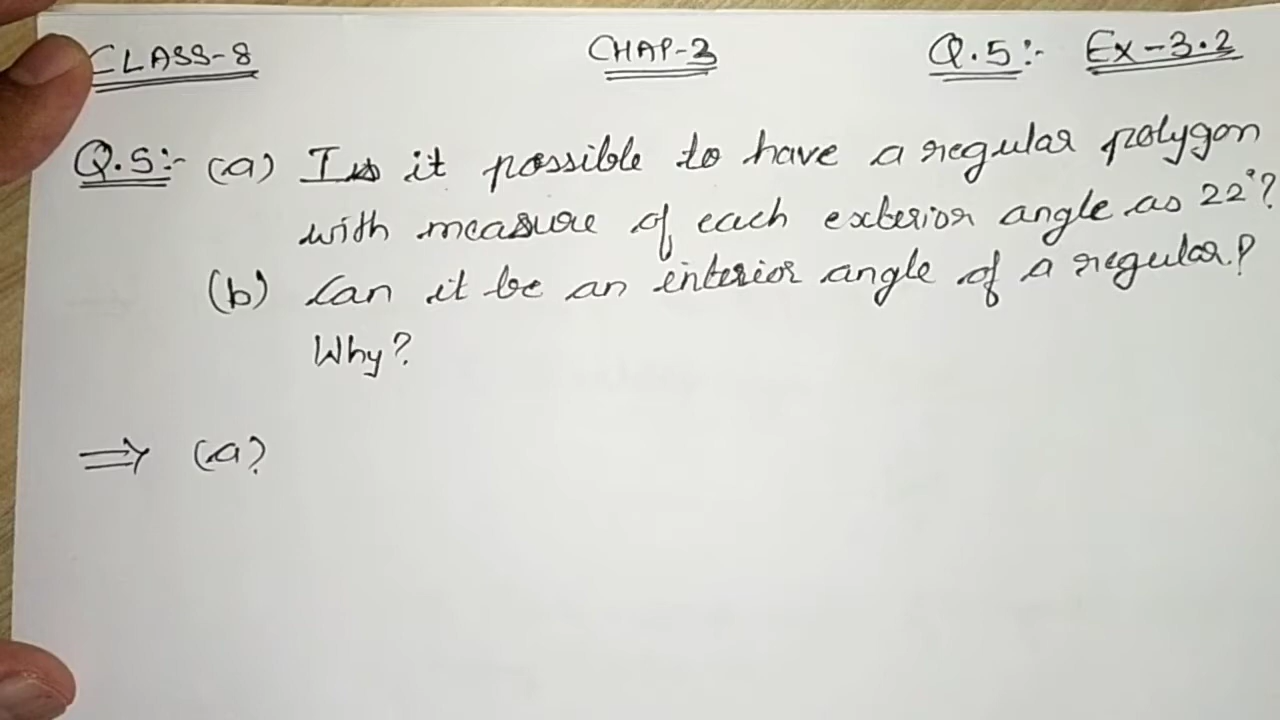 CLASS-8 CHAP-3 Q.5:- Ex-3.2
Q.5:- (a) Is it possible to have a regular polygon
with measure of each exterior angle as 22°?
(b) Can it be an interior angle of a regular?
Why?
⇒ (a)